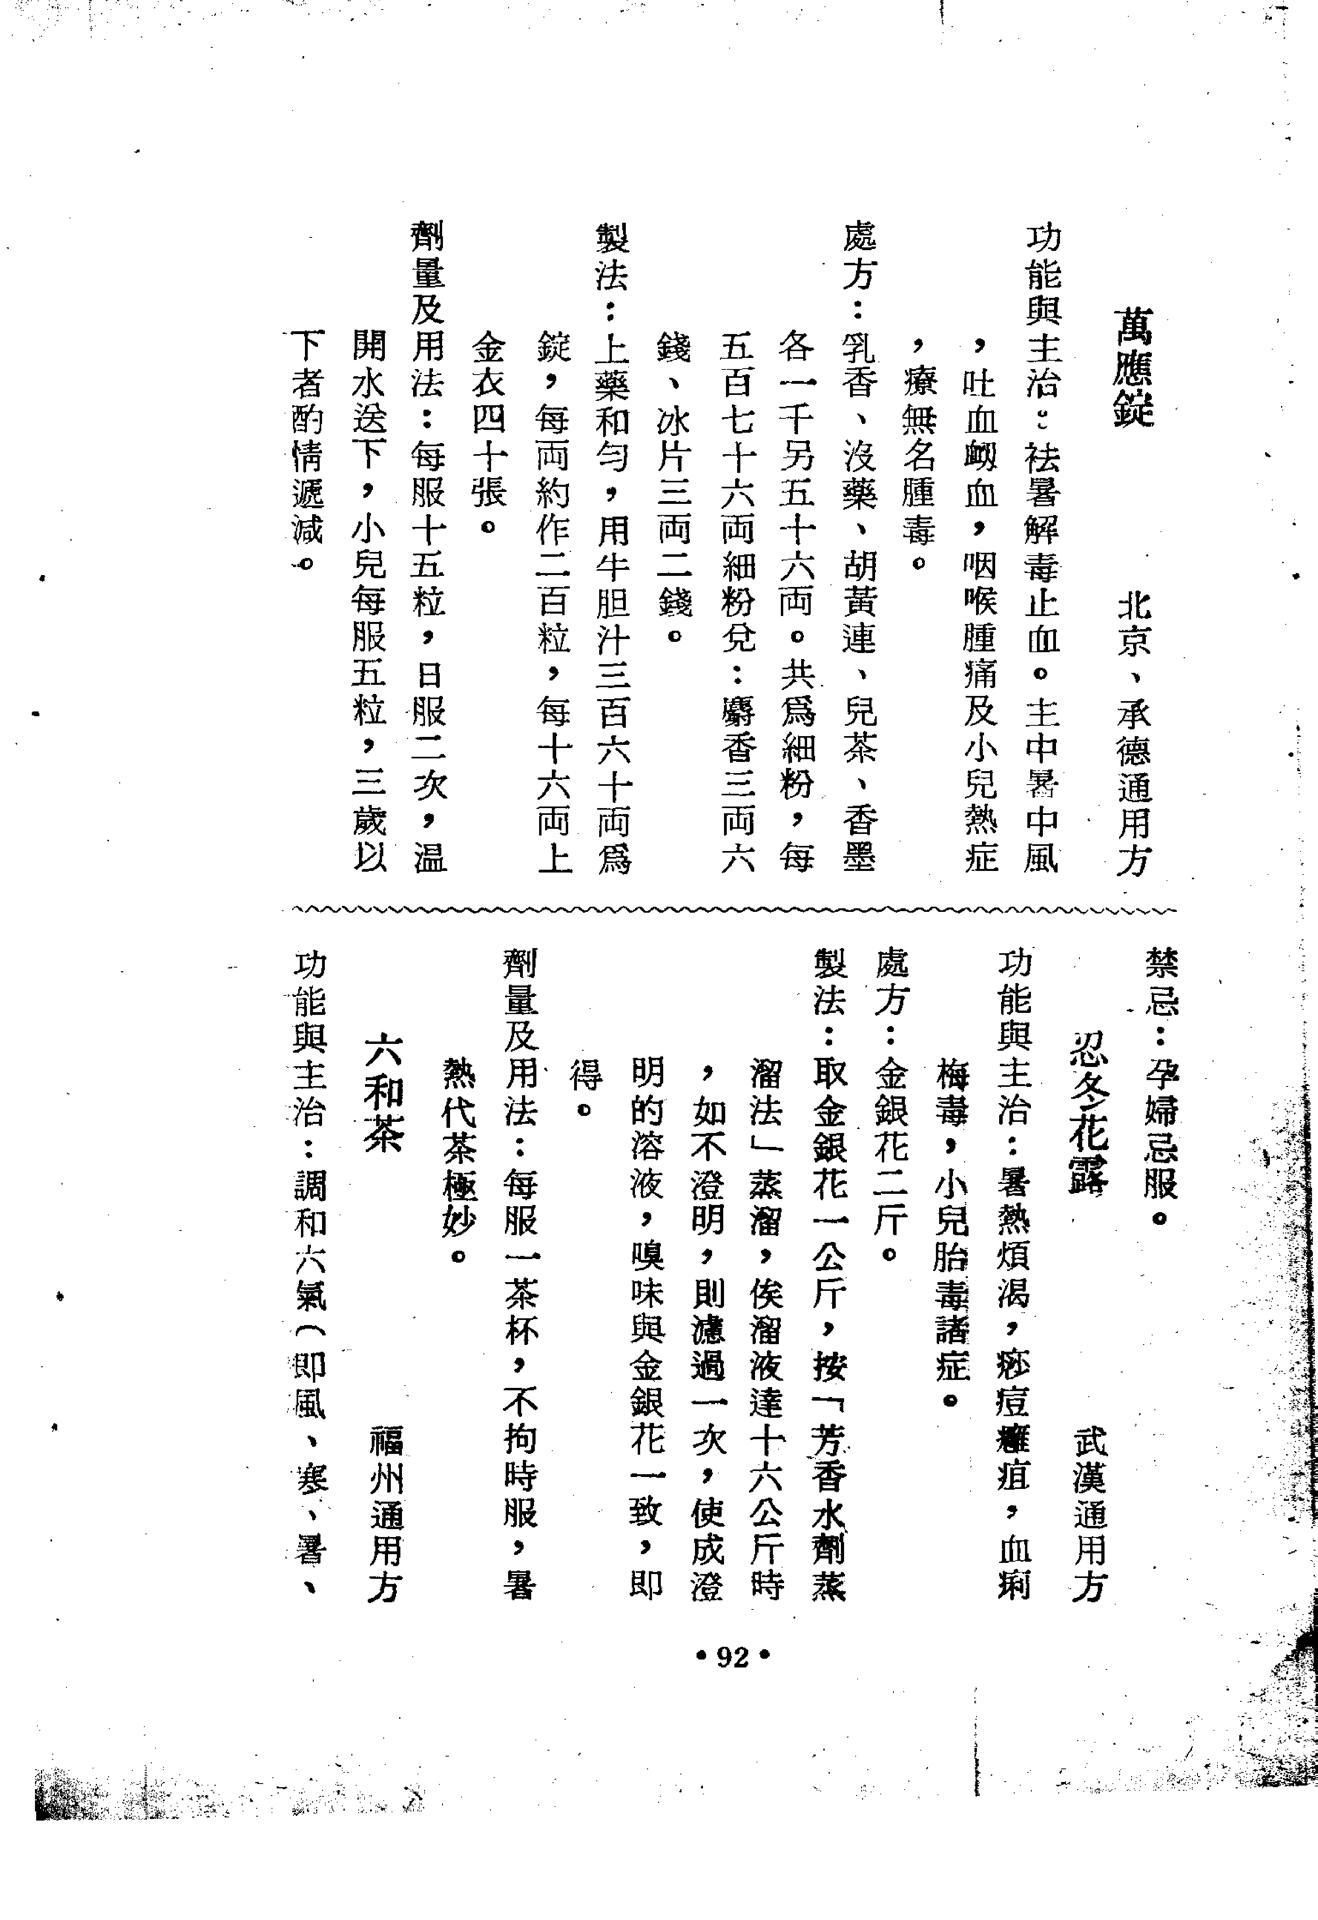 萬應錠　北京、承德通用方
功能與主治：祛暑解毒止血。主中暑中風
，吐血衂血，咽喉腫痛及小兒熱症
，療無名腫毒。
處方：乳香、沒藥、胡黃連、兒茶、香墨
各一千另五十六両。共爲細粉，每
五百七十六両細粉兌：麝香三両六
錢、冰片三両二錢。
製法：上藥和勻，用牛胆汁三百六十両爲
錠，每両約作二百粒，每十六両上
金衣四十張。
劑量及用法：每服十五粒，日服二次，温
開水送下，小兒每服五粒，三歲以
下者酌情遞減。
禁忌：孕婦忌服。
忍冬花露　武漢通用方
功能與主治：暑熱煩渴，痧痘癰疽，血痢
梅毒，小兒胎毒諸症。
處方：金銀花二斤。
製法：取金銀花一公斤，按「芳香水劑蒸
溜法」蒸溜，俟溜液達十六公斤時
，如不澄明，則濾過一次，使成澄
明的溶液，嗅味與金銀花一致，即
得。
劑量及用法：每服一茶杯，不拘時服，暑
熱代茶極妙。
六和茶　福州通用方
功能與主治：調和六氣（即風、寒、暑、
•92•